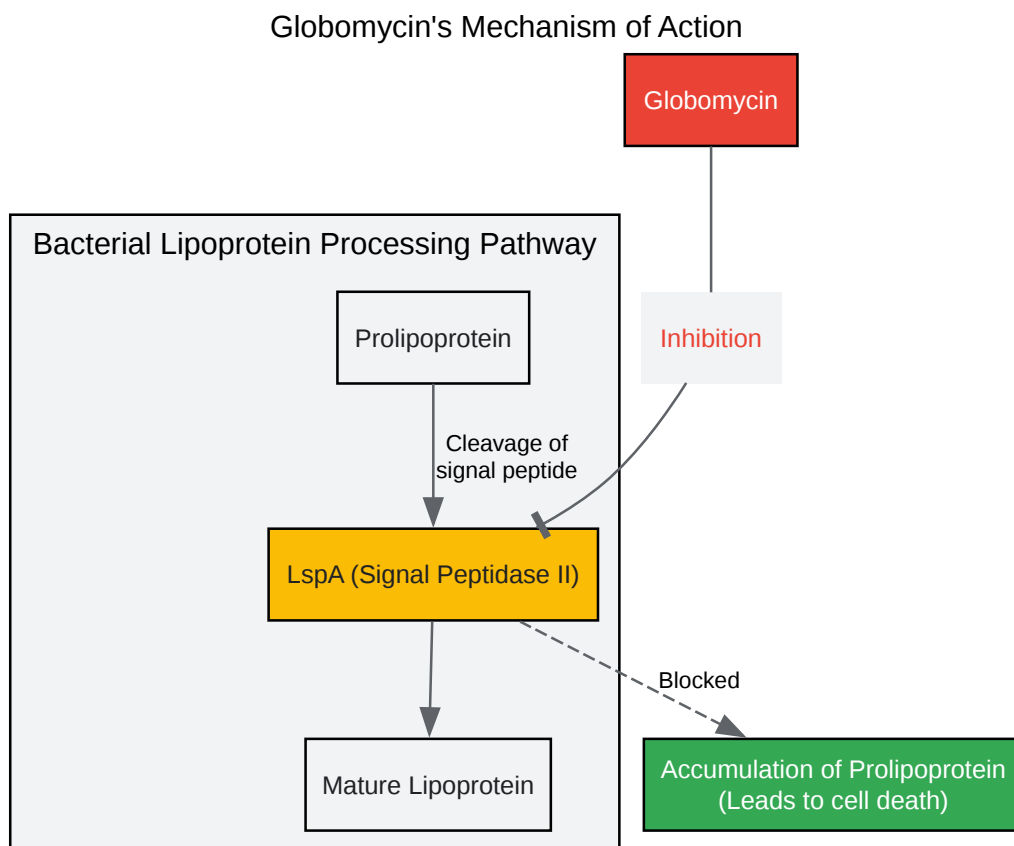 Globomycin's Mechanism of Action
Globomycin
Bacterial Lipoprotein Processing Pathway
Prolipoprotein
Inhibition
Cleavage of
signal peptide
LspA (Signal Peptidase II)
Blocked
Mature Lipoprotein
Accumulation of Prolipoprotein
(Leads to cell death)